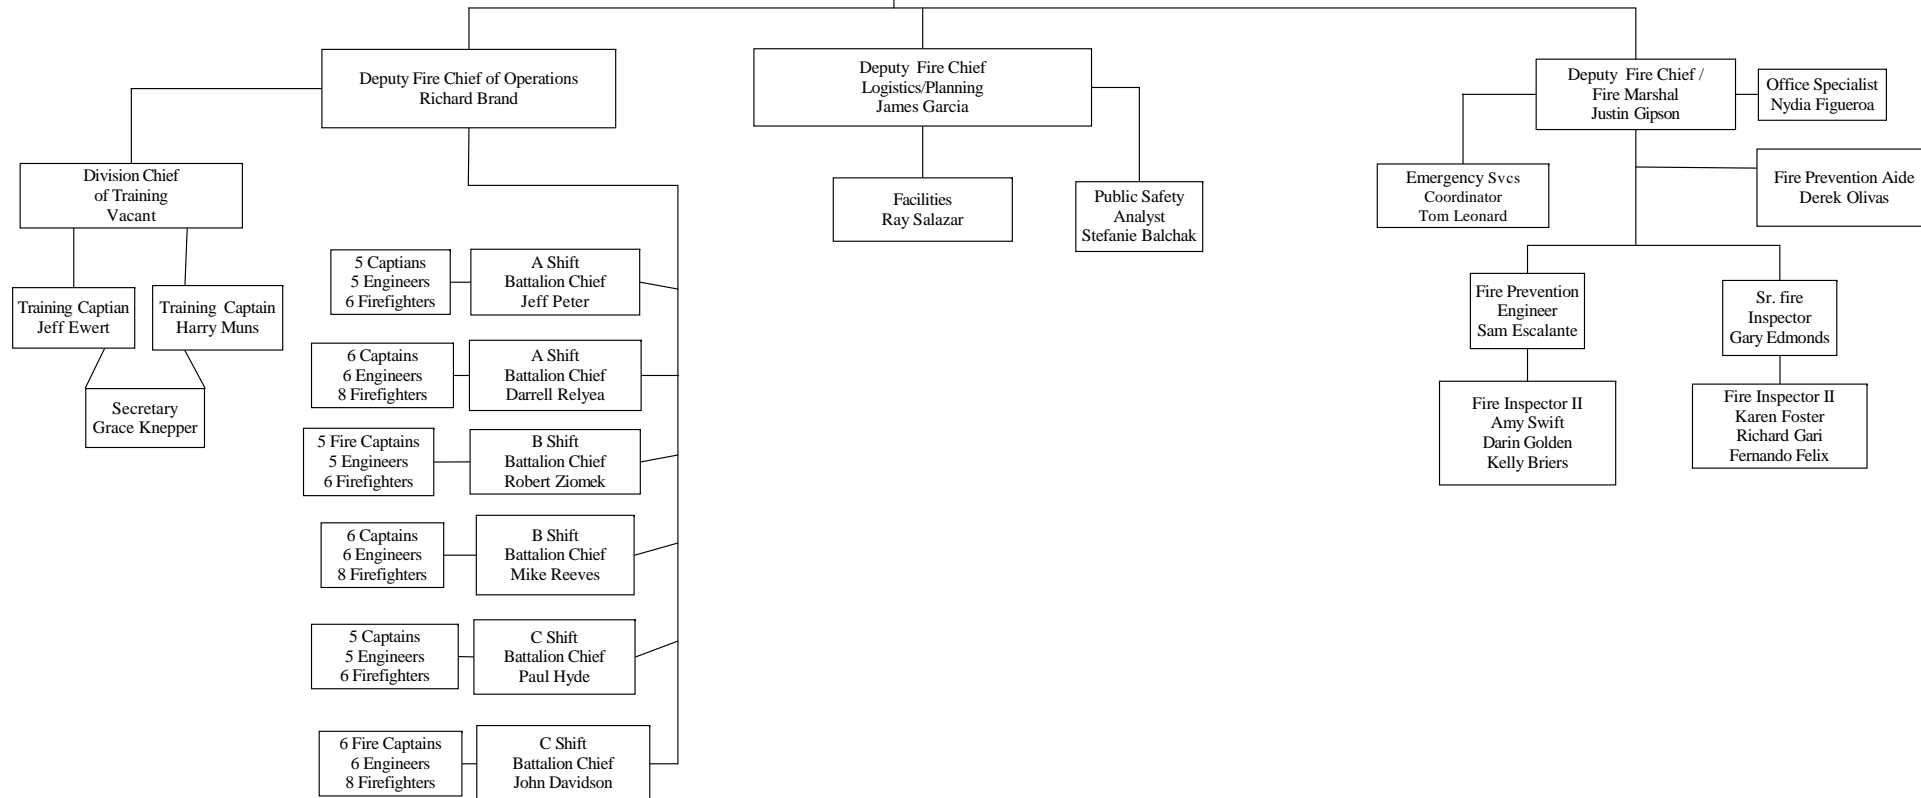 Deputy Fire Chief of Operations
Richard Brand
Deputy Fire Chief
Logistics/Planning
James Garcia
Deputy Fire Chief /
Fire Marshal
Justin Gipson
Office Specialist
Nydia Figueroa
Division Chief
of Training
Vacant
Facilities
Ray Salazar
Public Safety
Analyst
Stefanie Balchak
Emergency Svcs
Coordinator
Tom Leonard
Fire Prevention Aide
Derek Olivas
Training Captian
Jeff Ewert
Training Captain
Harry Muns
Secretary
Grace Knepper
5 Captians
5 Engineers
6 Firefighters
A Shift
Battalion Chief
Jeff Peter
6 Captains
6 Engineers
8 Firefighters
A Shift
Battalion Chief
Darrell Relyea
5 Fire Captains
5 Engineers
6 Firefighters
B Shift
Battalion Chief
Robert Ziomek
6 Captains
6 Engineers
8 Firefighters
B Shift
Battalion Chief
Mike Reeves
5 Captains
5 Engineers
6 Firefighters
C Shift
Battalion Chief
Paul Hyde
6 Fire Captains
6 Engineers
8 Firefighters
C Shift
Battalion Chief
John Davidson
Fire Prevention
Engineer
Sam Escalante
Sr. fire
Inspector
Gary Edmonds
Fire Inspector II
Amy Swift
Darin Golden
Kelly Briers
Fire Inspector II
Karen Foster
Richard Gari
Fernando Felix